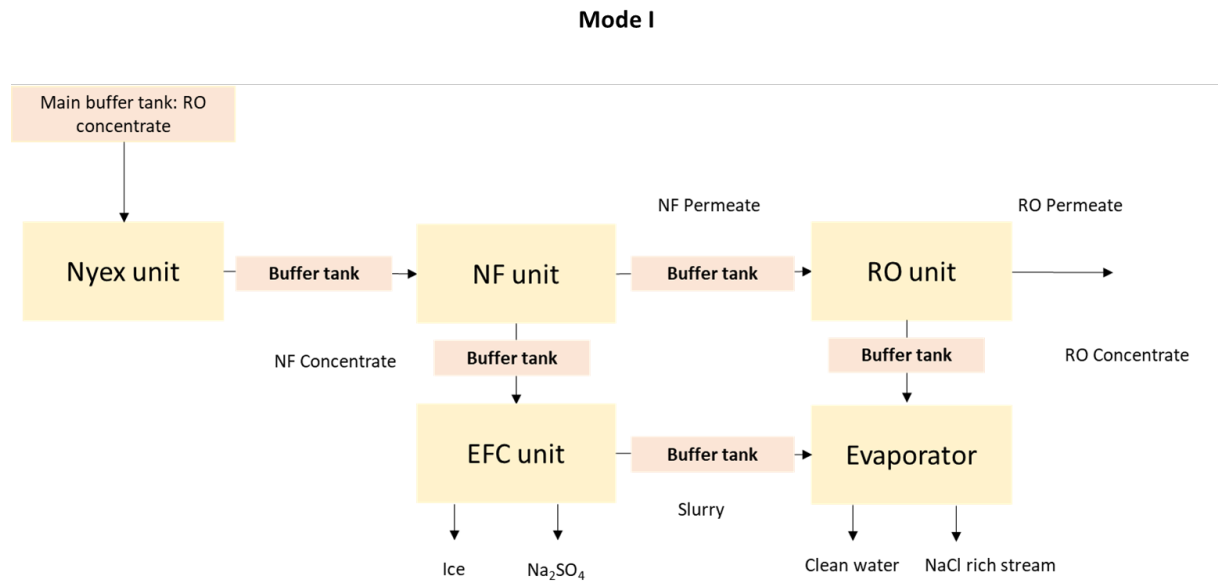 Mode I
Main buffer tank: RO
concentrate
NF Permeate
RO Permeate
Nyex unit
Buffer tank
NF unit
Buffer tank
RO unit
NF Concentrate
Buffer tank
Buffer tank
RO Concentrate
EFC unit
Buffer tank
Evaporator
Slurry
Ice
Na₂SO₄
Clean water
NaCl rich stream